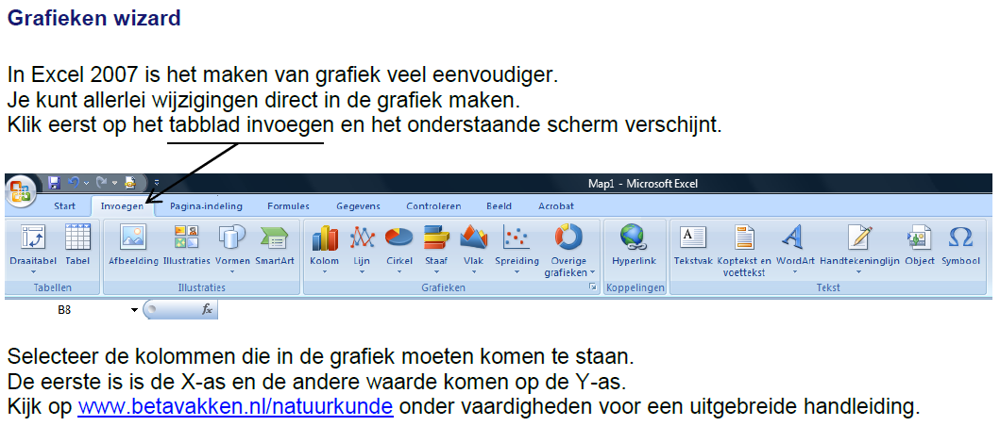 Grafieken wizard
In Excel 2007 is het maken van grafiek veel eenvoudiger.
Je kunt allerlei wijzigingen direct in de grafiek maken.
Klik eerst op het tabblad invoegen en het onderstaande scherm verschijnt.
Map1 - Microsoft Excel
Start Invoegen Pagina-indeling Formules Gegevens Controleren Beeld Acrobat
Draaitabel Tabel Afbeelding Illustraties Vormen SmartArt Kolom Lijn Cirkel Staaf Vlak Spreiding Overige grafieken Hyperlink Tekstvak Koptekst en voettekst WordArt Handtekeninglijn Object Symbool
Tabellen Illustraties Grafieken Koppelingen Tekst
B8 fx
Selecteer de kolommen die in de grafiek moeten komen te staan.
De eerste is is de X-as en de andere waarde komen op de Y-as.
Kijk op www.betavakken.nl/natuurkunde onder vaardigheden voor een uitgebreide handleiding.